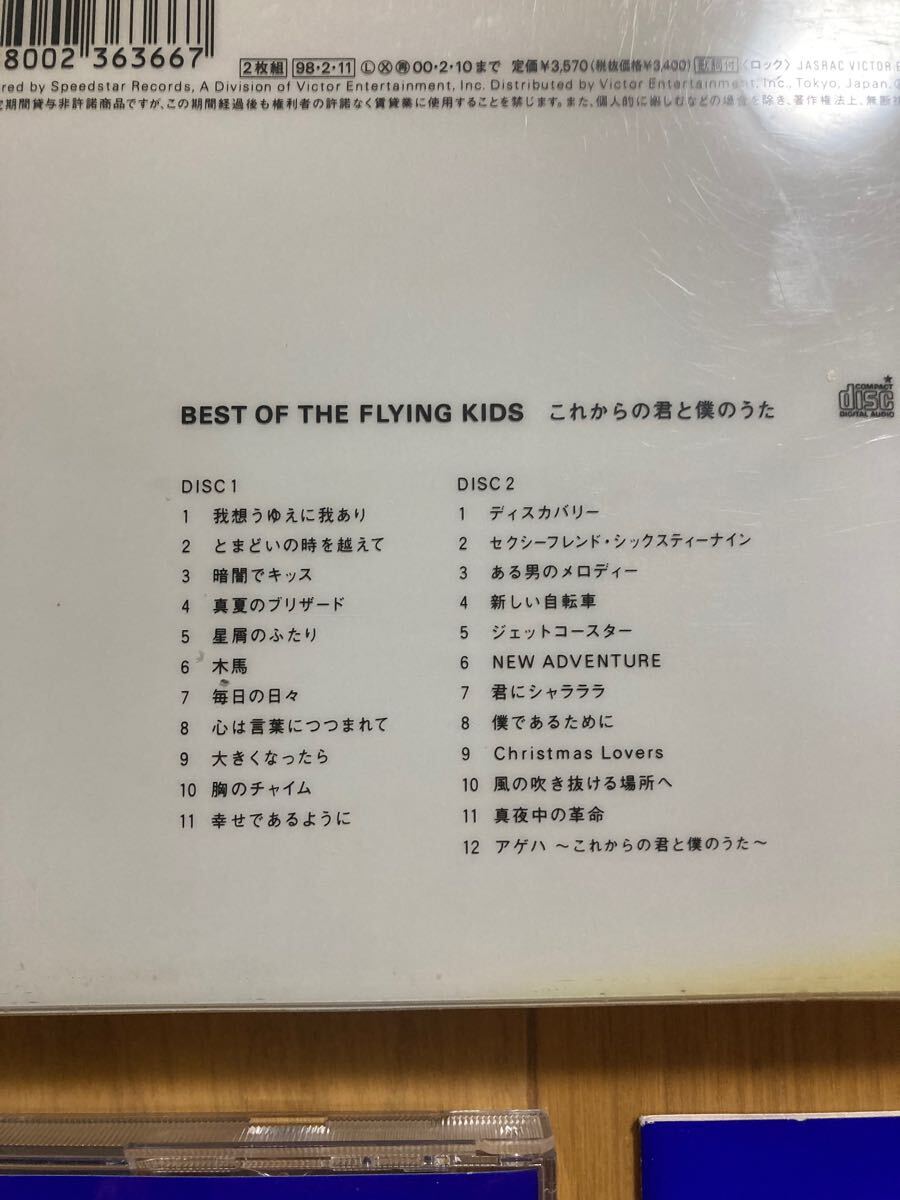 8002 363667
2枚組 98・2・11 Ⓛ Ⓧ 00・2・10まで 定価¥3,570(税抜価格¥3,400) 〈ロック〉 JASRAC VICTOR
by Speedstar Records, A Division of Victor Entertainment, Inc. Distributed by Victor Entertainment, Inc., Tokyo, Japan.
期間貸与非許諾商品ですが、この期間経過後も権利者の許諾なく賃貸業に使用することを禁じます。また、個人的に楽しむなどの場合を除き、著作権法上、無断
COMPACT
disc
DIGITAL AUDIO
BEST OF THE FLYING KIDS これからの君と僕のうた
DISC 1
1 我想うゆえに我あり
2 とまどいの時を越えて
3 暗闇でキッス
4 真夏のブリザード
5 星屑のふたり
6 木馬
7 毎日の日々
8 心は言葉につつまれて
9 大きくなったら
10 胸のチャイム
11 幸せであるように
DISC 2
1 ディスカバリー
2 セクシーフレンド・シックスティーナイン
3 ある男のメロディー
4 新しい自転車
5 ジェットコースター
6 NEW ADVENTURE
7 君にシャラララ
8 僕であるために
9 Christmas Lovers
10 風の吹き抜ける場所へ
11 真夜中の革命
12 アゲハ 〜これからの君と僕のうた〜